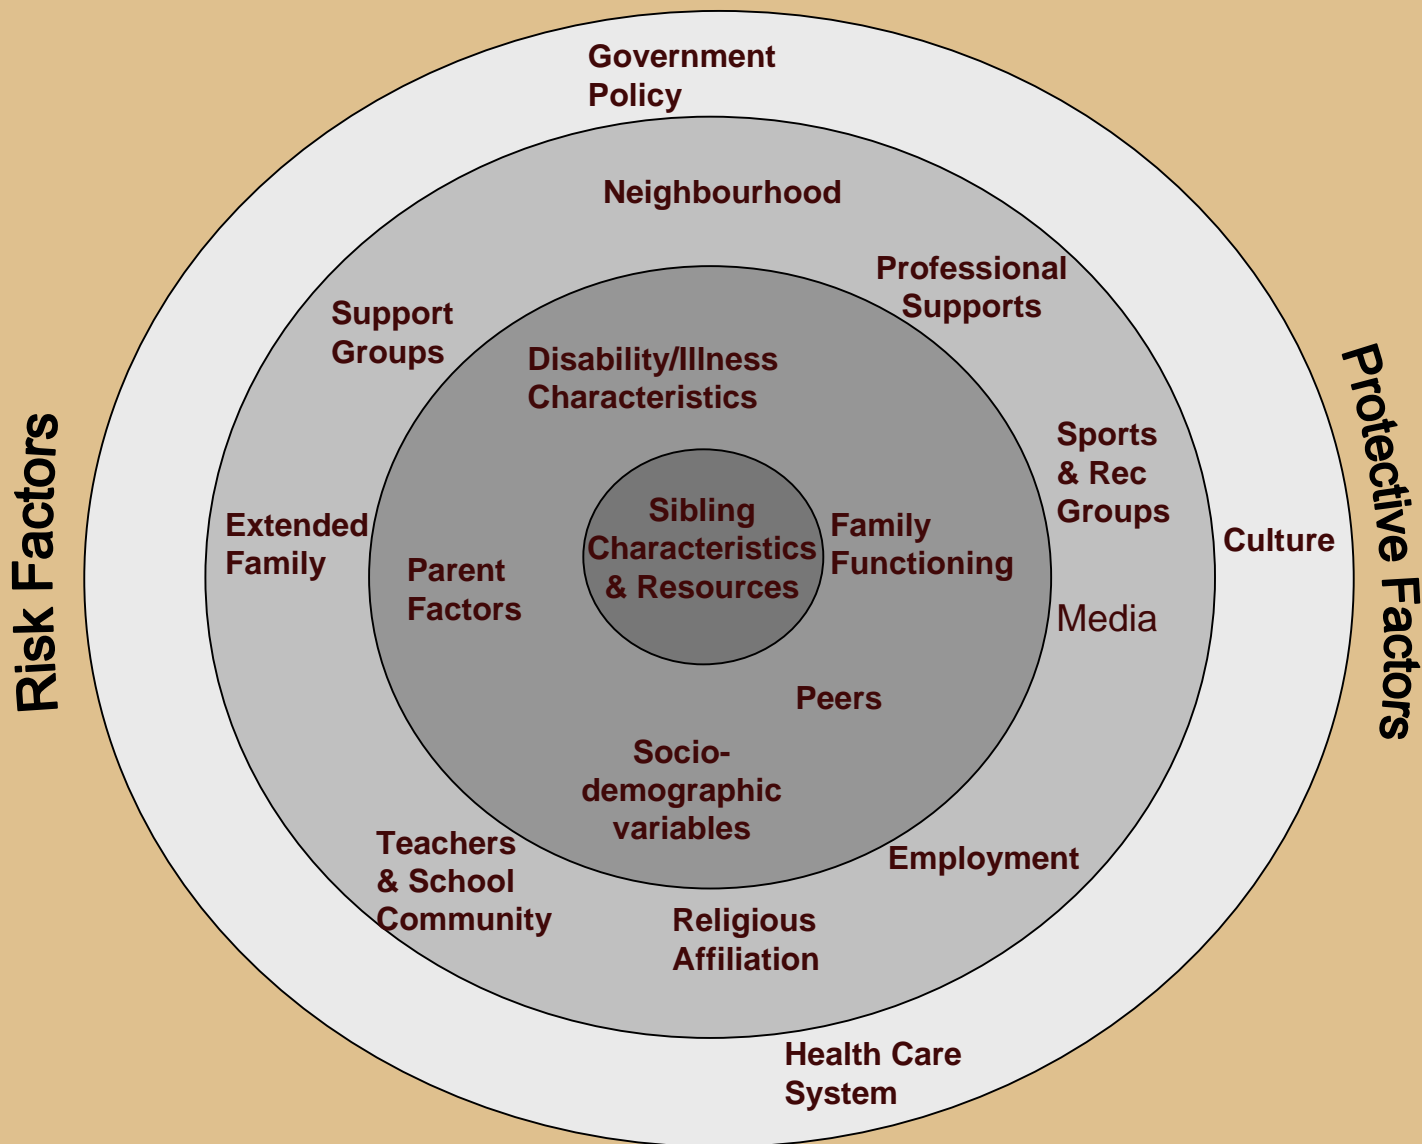 Government
Policy
Neighbourhood
Professional
Supports
Support
Groups
Disability/Illness
Characteristics
Sports
& Rec
Groups
Risk Factors
Extended
Family
Parent
Factors
Sibling
Characteristics
& Resources
Family
Functioning
Culture
Protective Factors
Media
Peers
Socio-
demographic
variables
Teachers
& School
Community
Employment
Religious
Affiliation
Health Care
System